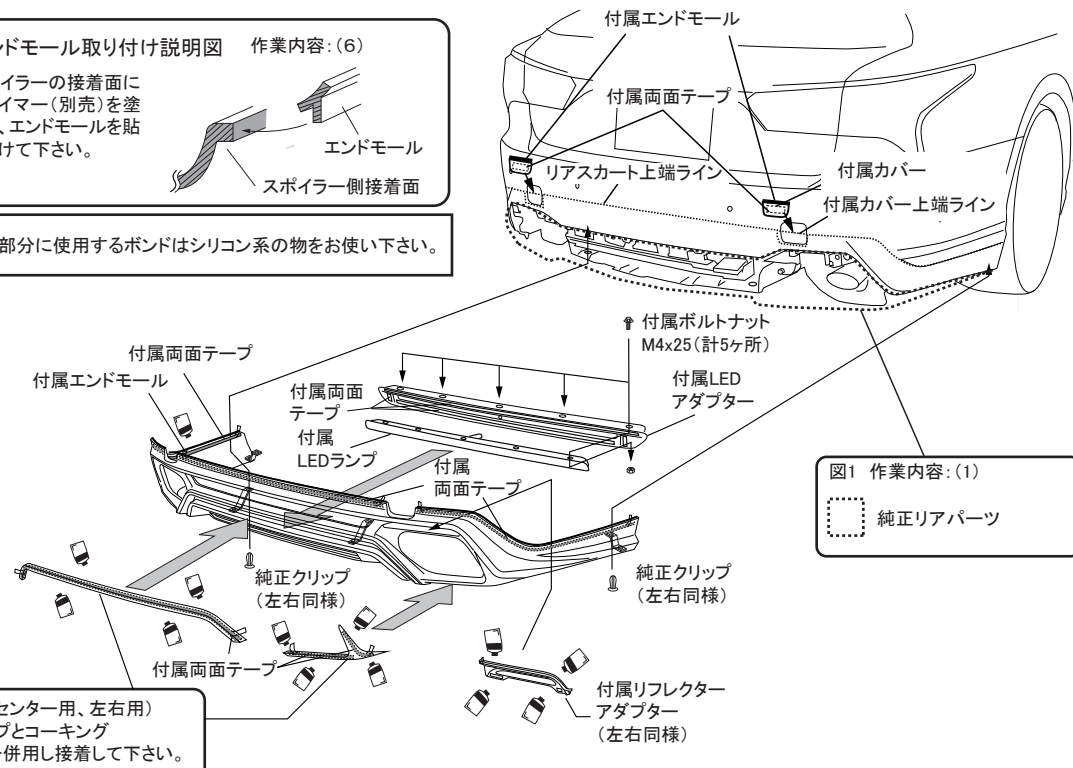 ンドモール取り付け説明図 作業内容：(6)
イラーの接着面に
イマー（別売）を塗
、エンドモールを貼
けて下さい。
エンドモール
スポイラー側接着面
部分に使用するボンドはシリコン系の物をお使い下さい。
付属エンドモール
付属両面テープ
リアスカート上端ライン
付属カバー
付属カバー上端ライン
付属ボルトナット
M4x25（計5ヶ所）
付属両面テープ
付属エンドモール
付属両面
テープ
付属
LEDランプ
付属LED
アダプター
付属
両面テープ
図1 作業内容：(1)
純正リアパーツ
純正クリップ
（左右同様）
純正クリップ
（左右同様）
付属両面テープ
付属リフレクター
アダプター
（左右同様）
センター用、左右用）
プとコーキング
併用し接着して下さい。